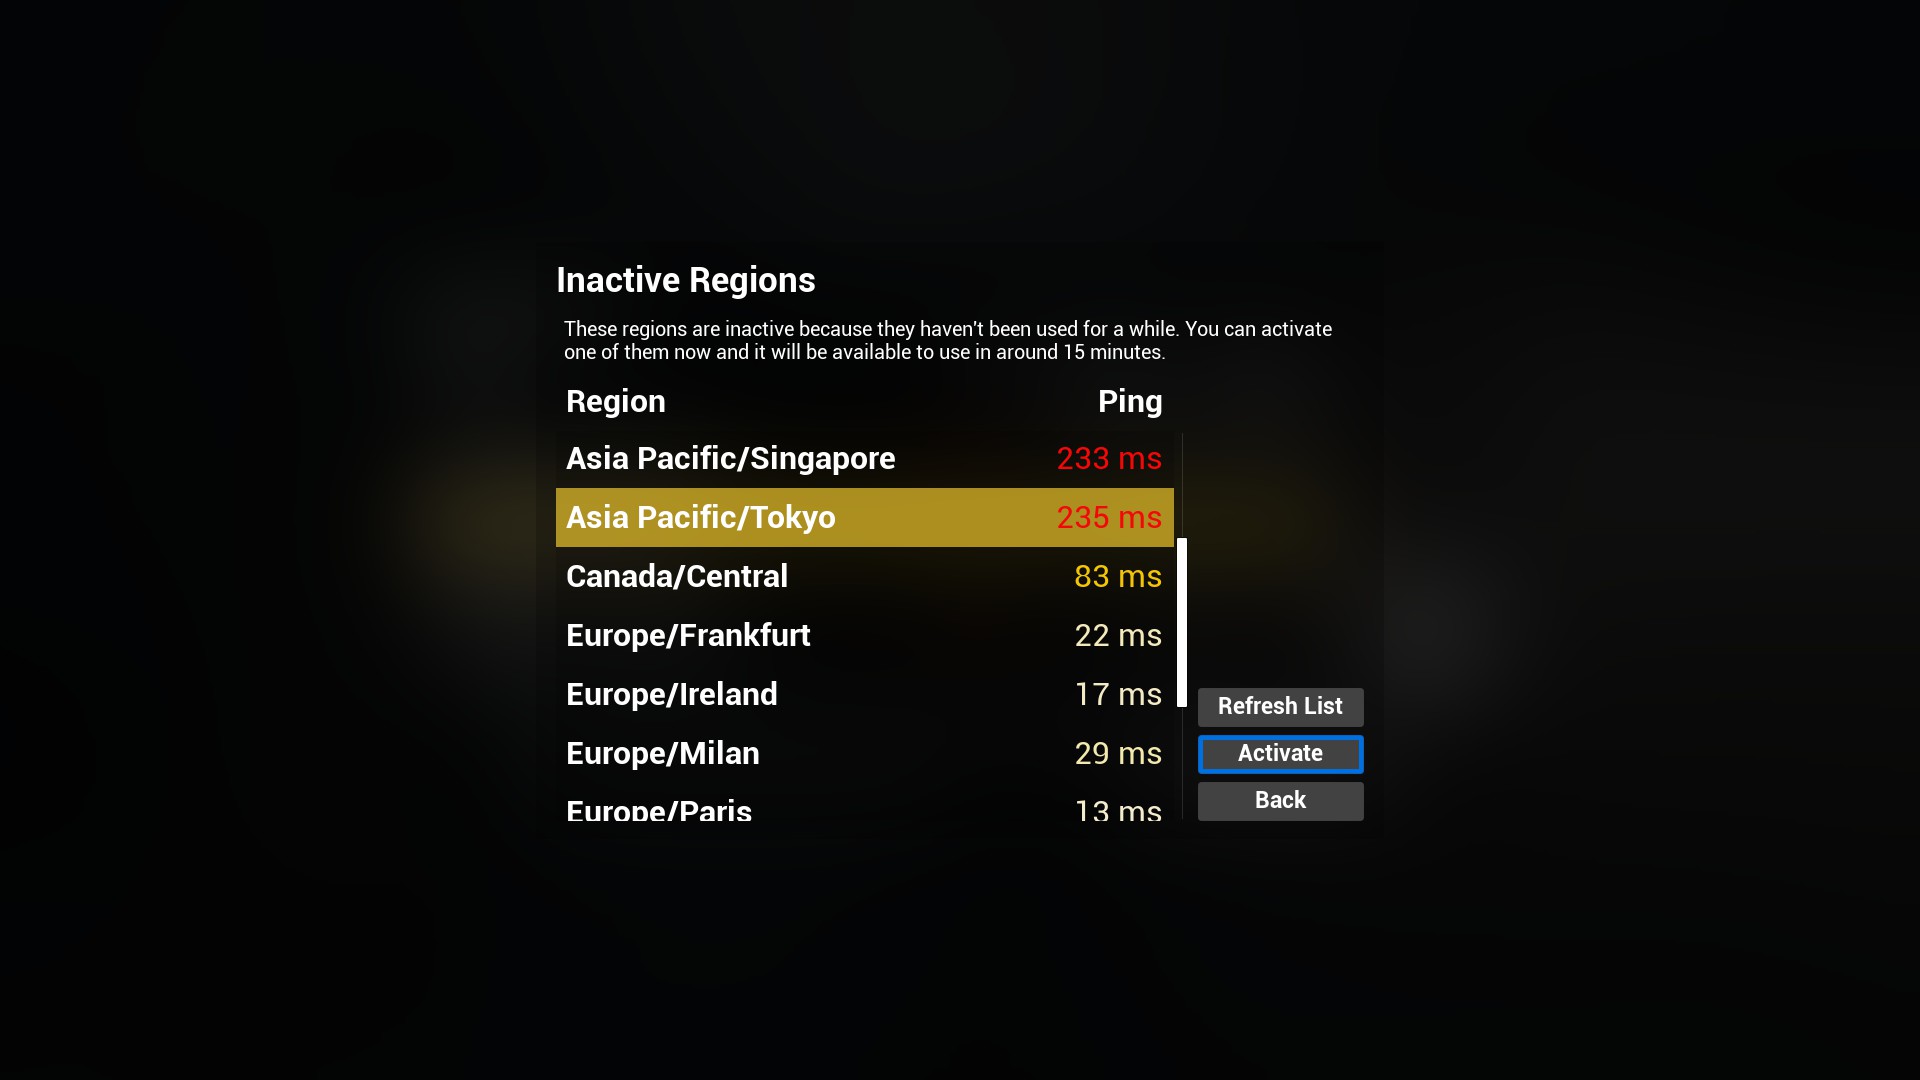 Inactive Regions
These regions are inactive because they haven't been used for a while. You can activate
one of them now and it will be available to use in around 15 minutes.
Region Ping
Asia Pacific/Singapore 233 ms
Asia Pacific/Tokyo 235 ms
Canada/Central 83 ms
Europe/Frankfurt 22 ms
Europe/Ireland 17 ms
Europe/Milan 29 ms
Europe/Paris 13 ms
Refresh List
Activate
Back